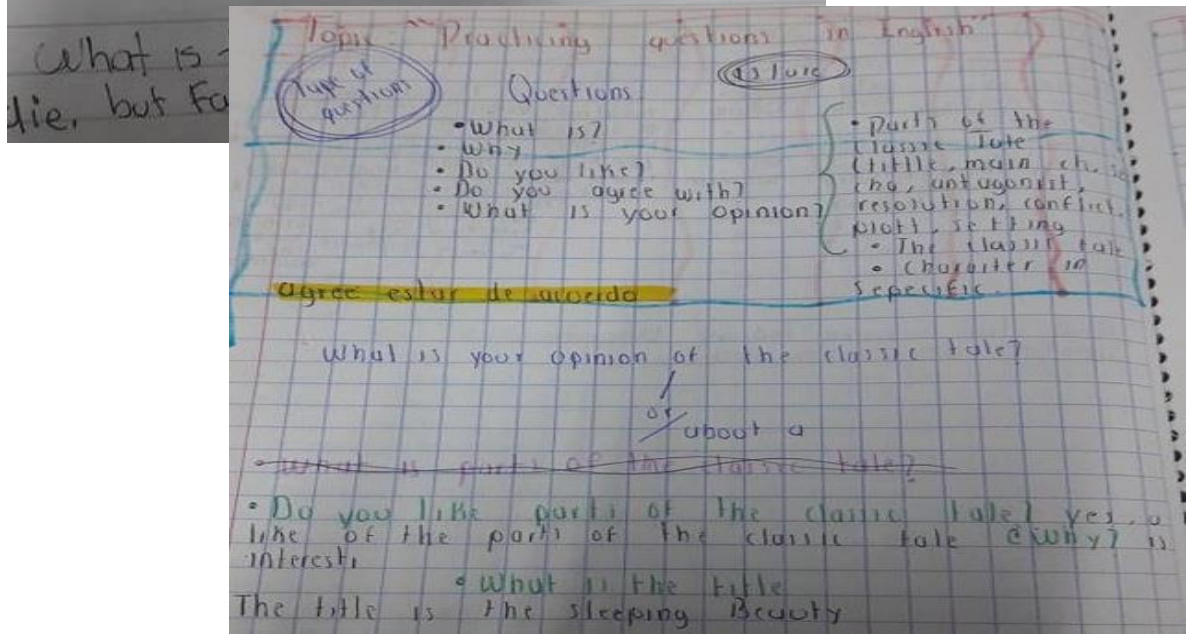 What is
die, but Fa
Topic "Practicing questions in English"
Type of question
Questions
• What is?
• Why
• Do you like?
• Do you agree with?
• What is your opinion?
• Parts of the
classic Tate
(tittle, main ch, se
cha, antagonist,
resolution, conflict,
plott, setting
• The classic tale
• Character in
sepecific.
agree estar de acuerdo
What is your opinion of the classic tale?
or
about a
• What is parts of the classic tale?
• Do you like parts of the classic tale? yes,
like of the parts of the classic tale ¿why? is
interesti
• What is the title
The title is the sleeping Beauty